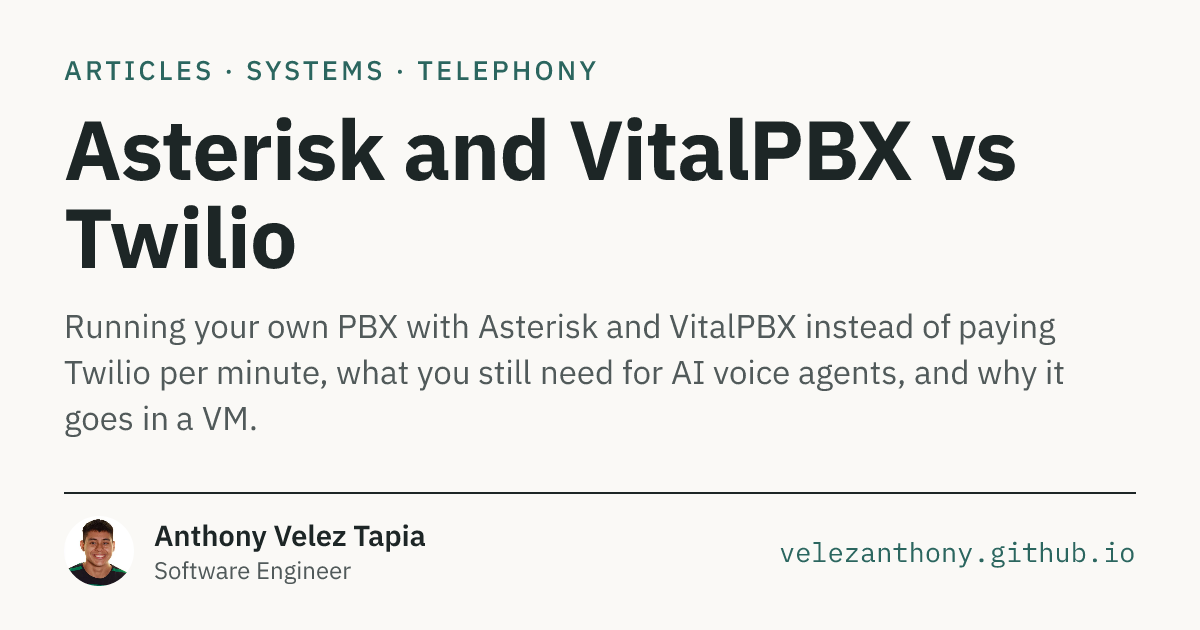 ARTICLES · SYSTEMS · TELEPHONY
Asterisk and VitalPBX vs
Twilio
Running your own PBX with Asterisk and VitalPBX instead of paying
Twilio per minute, what you still need for AI voice agents, and why it
goes in a VM.
Anthony Velez Tapia
Software Engineer
velezanthony.github.io